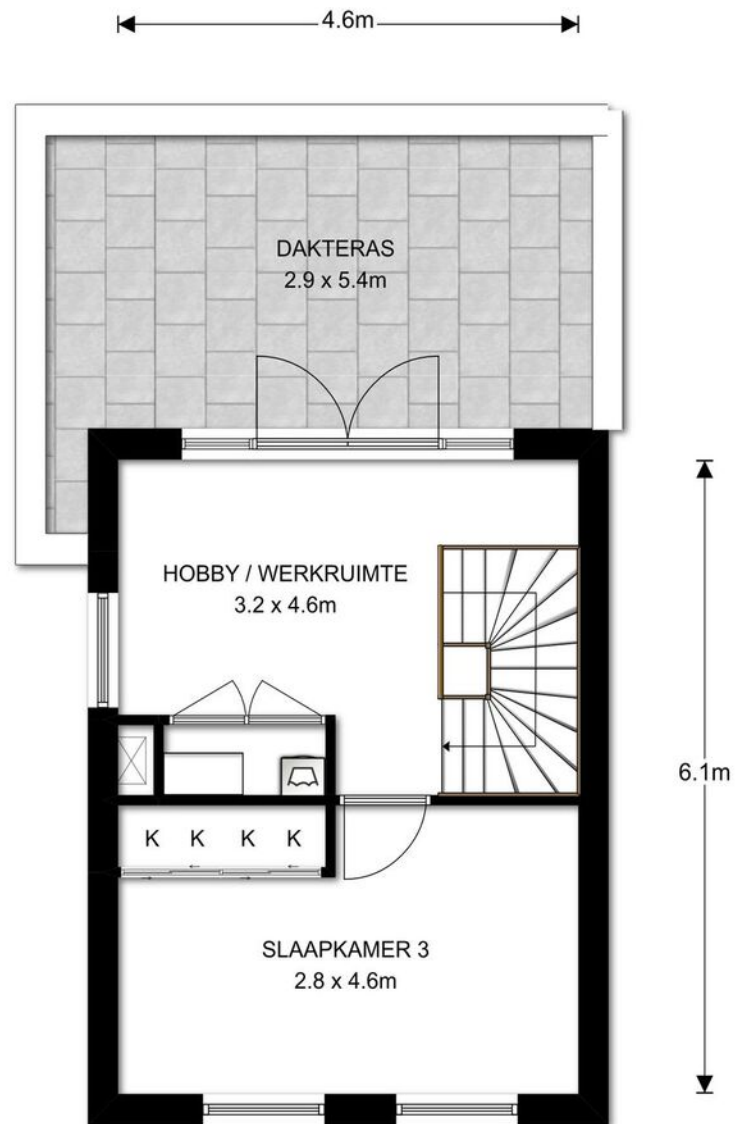 4.6m
DAKTERAS
2.9 x 5.4m
HOBBY / WERKRUIMTE
3.2 x 4.6m
6.1m
K K K K
SLAAPKAMER 3
2.8 x 4.6m